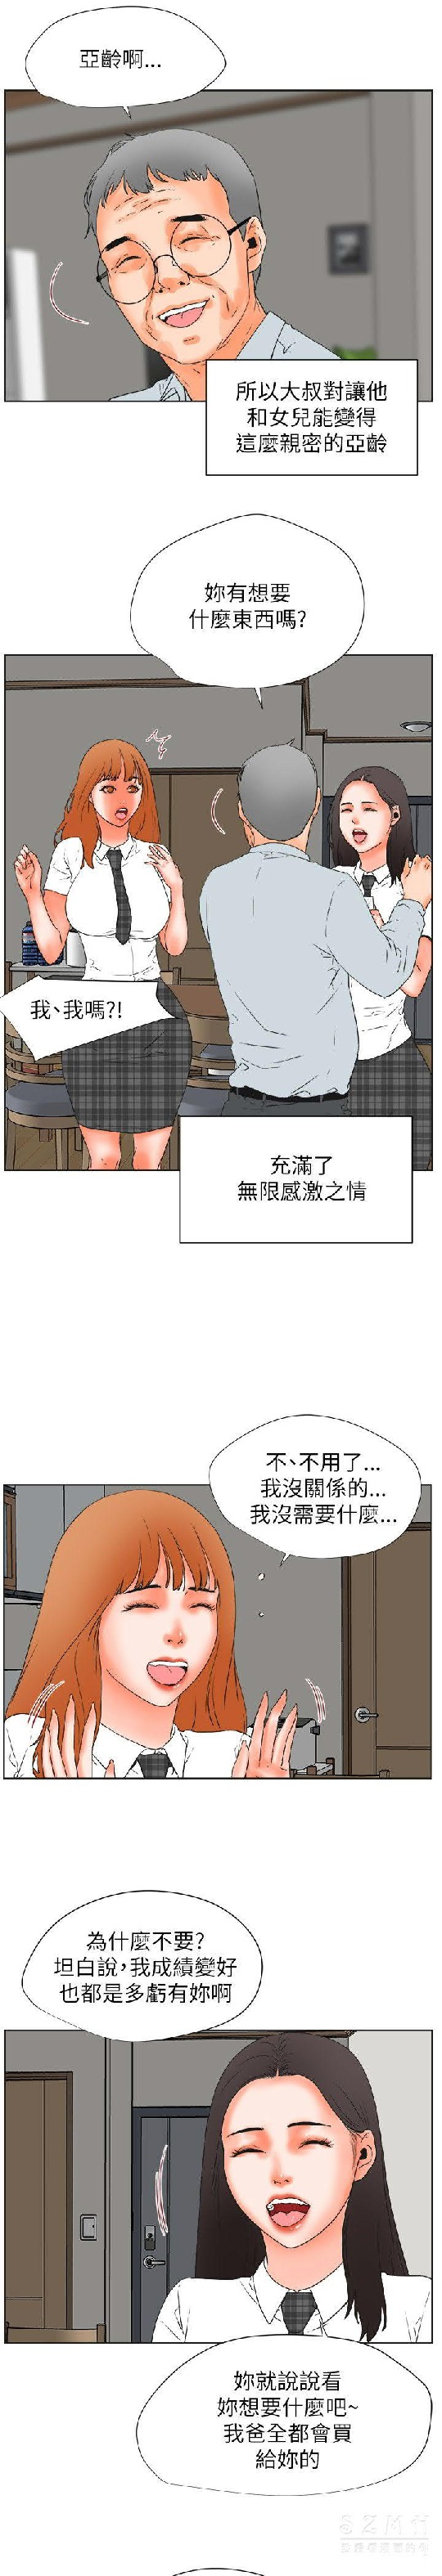 亞齡啊...
所以大叔對讓他
和女兒能變得
這麼親密的亞齡
妳有想要
什麼東西嗎?
我、我嗎?!
充滿了
無限感激之情
不、不用了...
我沒關係的...
我沒需要什麼...
為什麼不要?
坦白說,我成績變好
也都是多虧有妳啊
妳就說說看
妳想要什麼吧~
我爸全都會買
給妳的